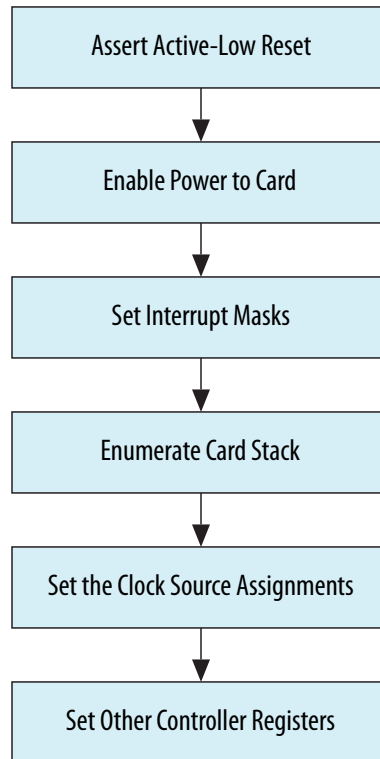 Assert Active-Low Reset
Enable Power to Card
Set Interrupt Masks
Enumerate Card Stack
Set the Clock Source Assignments
Set Other Controller Registers